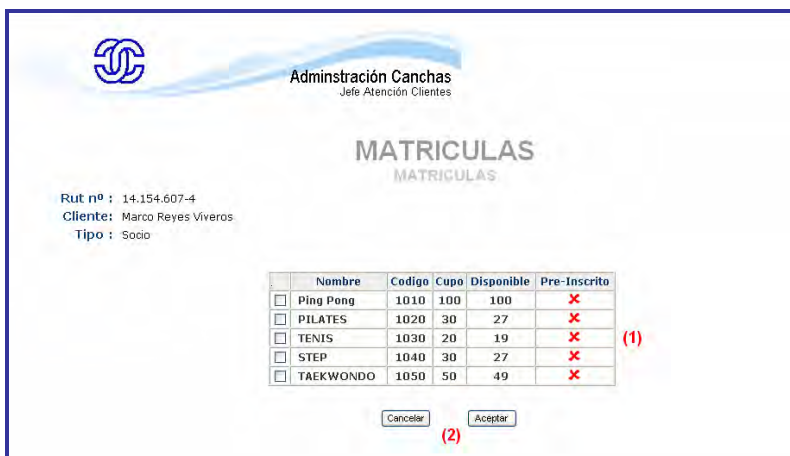 Adminstración Canchas
Jefe Atención Clientes
MATRICULAS
MATRICULAS
Rut nº : 14.154.607-4
Cliente: Marco Reyes Viveros
Tipo : Socio
Nombre Codigo Cupo Disponible Pre-Inscrito
Ping Pong 1010 100 100
PILATES 1020 30 27
TENIS 1030 20 19 (1)
STEP 1040 30 27
TAEKWONDO 1050 50 49
Cancelar (2) Aceptar